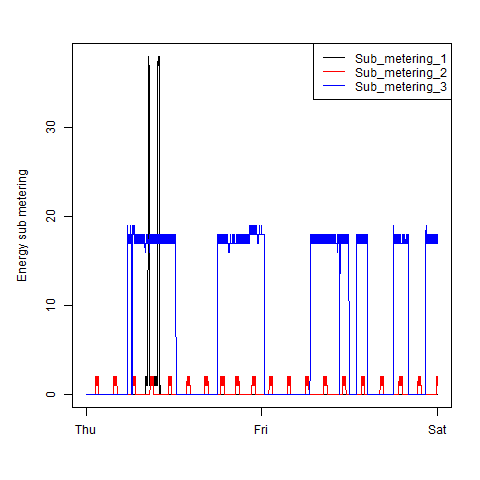 Sub_metering_1
Sub_metering_2
Sub_metering_3
Energy sub metering
30
20
10
0
Thu Fri Sat